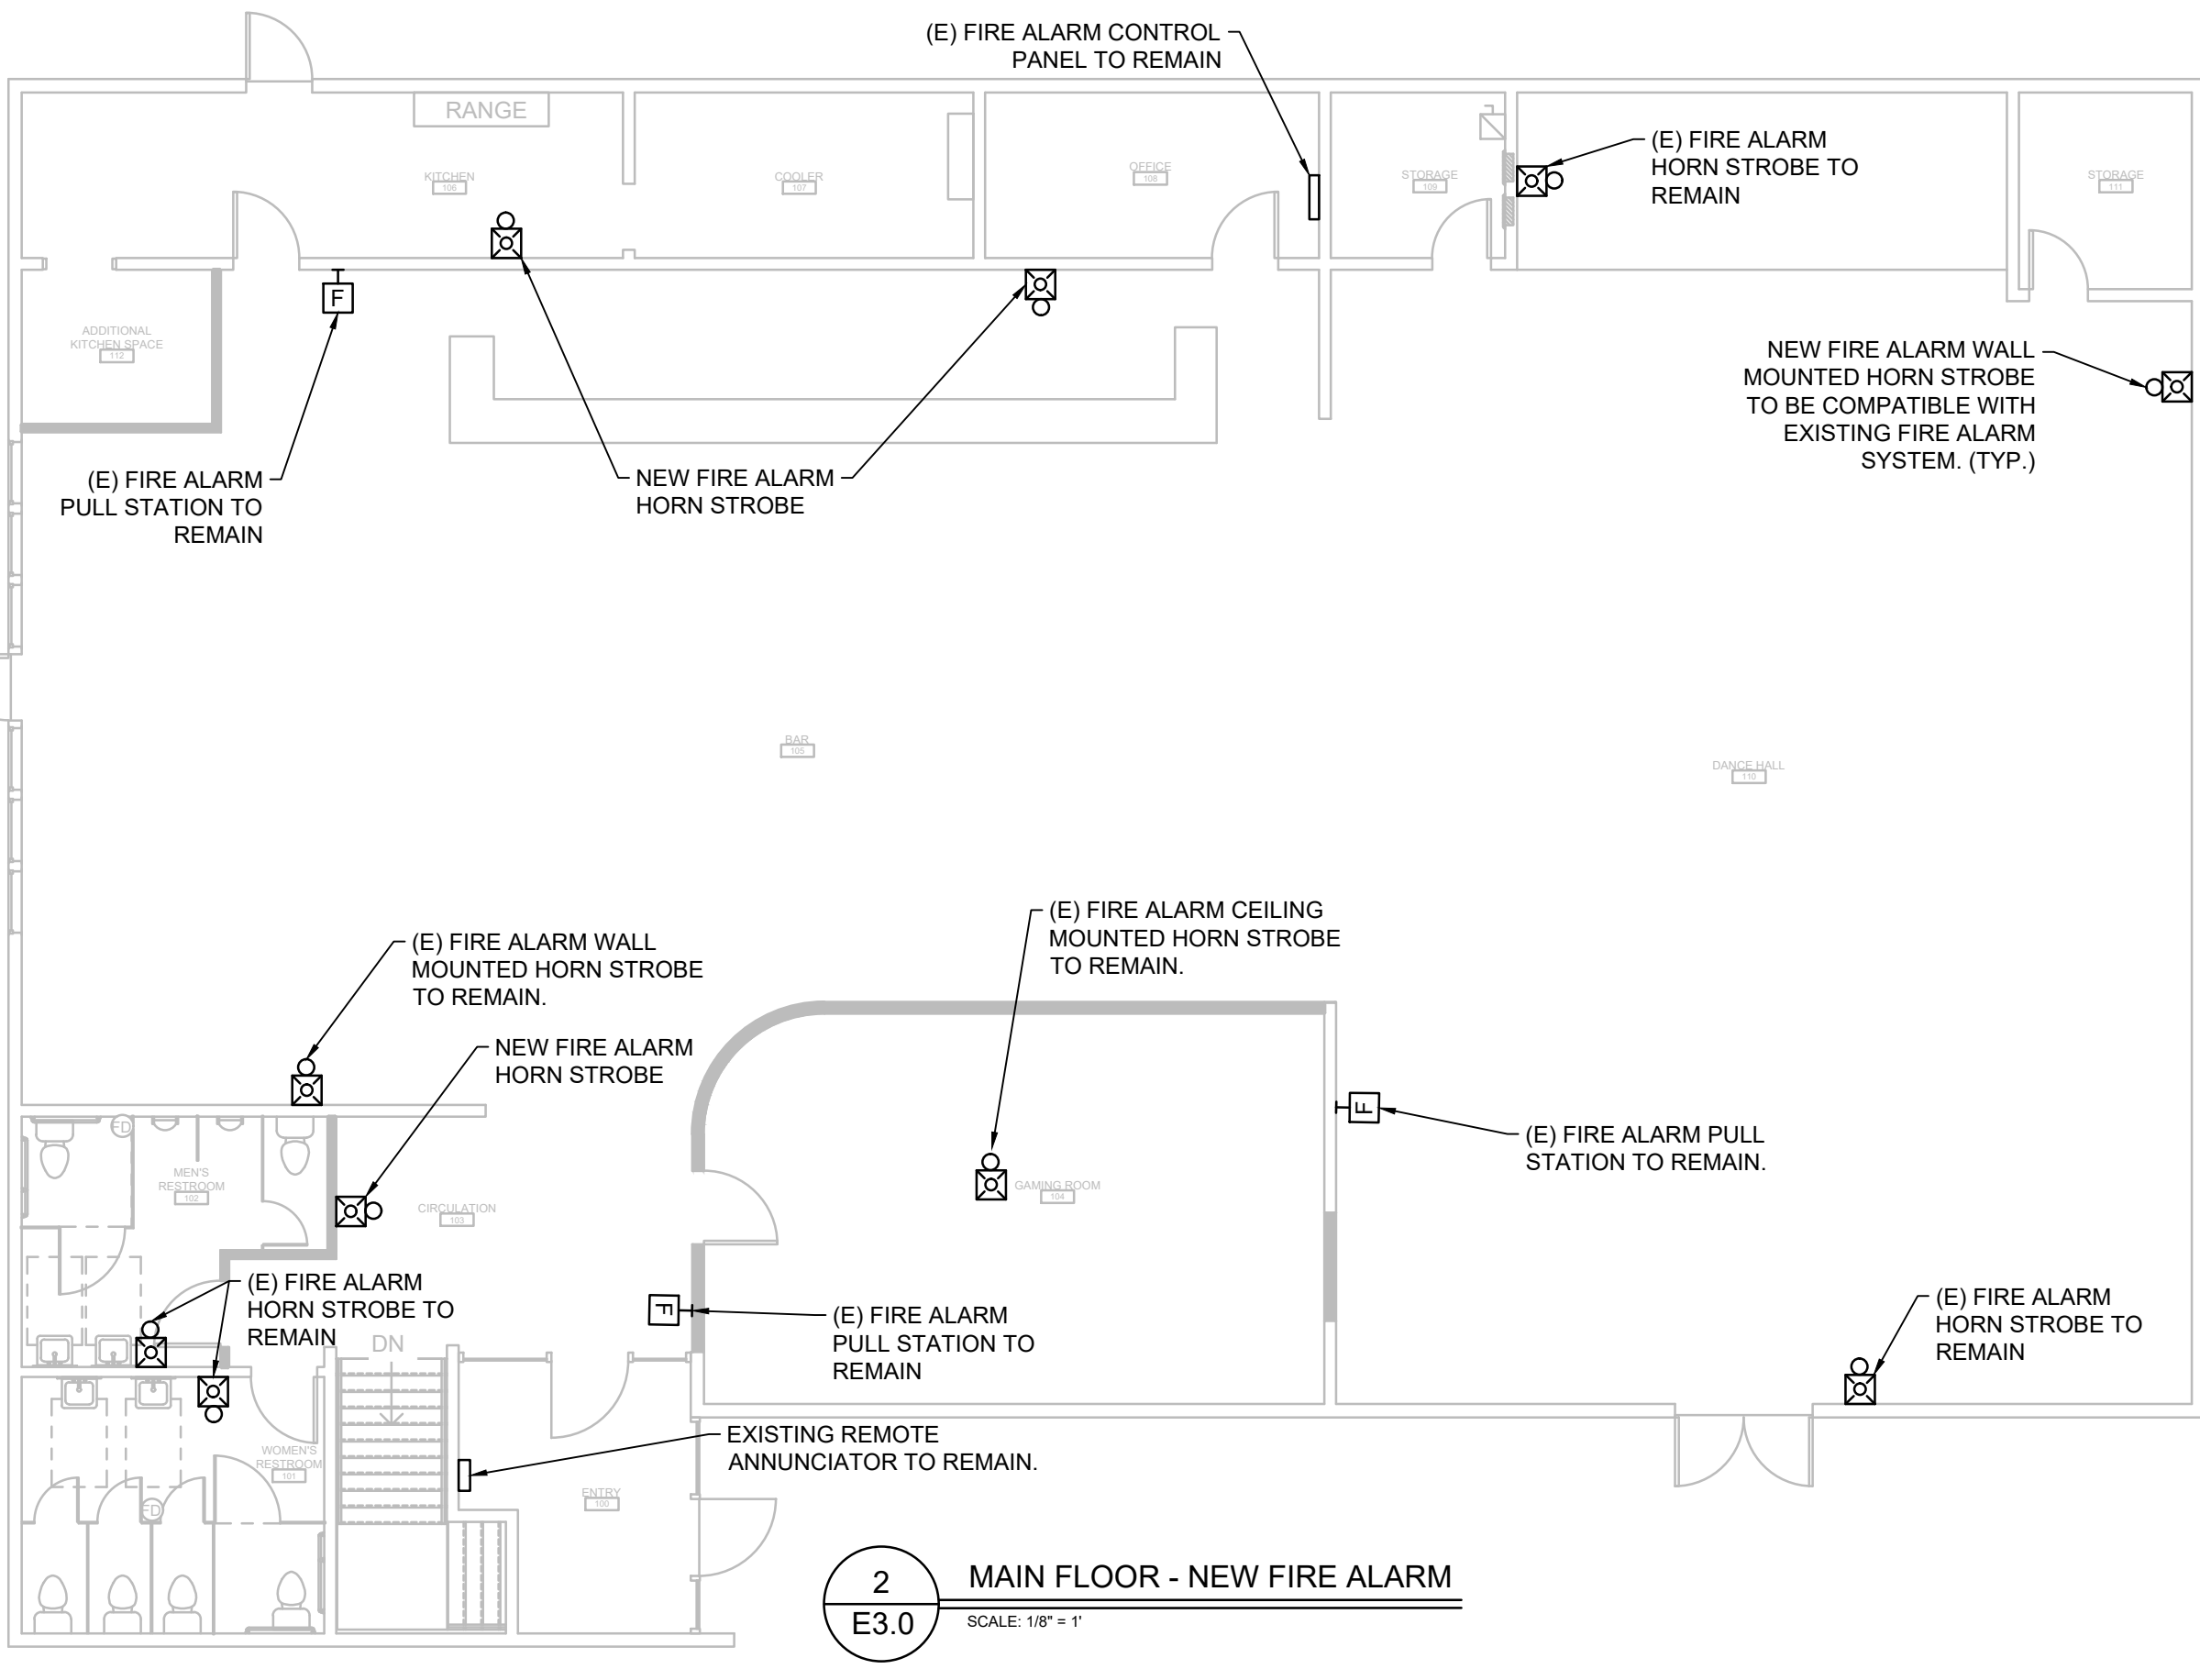 (E) FIRE ALARM CONTROL
PANEL TO REMAIN
RANGE
KITCHEN
106
COOLER
107
OFFICE
108
STORAGE
109
(E) FIRE ALARM
HORN STROBE TO
REMAIN
STORAGE
111
F
ADDITIONAL
KITCHEN SPACE
112
NEW FIRE ALARM WALL
MOUNTED HORN STROBE
TO BE COMPATIBLE WITH
EXISTING FIRE ALARM
SYSTEM. (TYP.)
(E) FIRE ALARM
PULL STATION TO
REMAIN
NEW FIRE ALARM
HORN STROBE
BAR
105
DANCE HALL
110
(E) FIRE ALARM WALL
MOUNTED HORN STROBE
TO REMAIN.
(E) FIRE ALARM CEILING
MOUNTED HORN STROBE
TO REMAIN.
NEW FIRE ALARM
HORN STROBE
FD
MEN'S
RESTROOM
102
CIRCULATION
103
GAMING ROOM
104
F
(E) FIRE ALARM PULL
STATION TO REMAIN.
(E) FIRE ALARM
HORN STROBE TO
REMAIN
DN
F
(E) FIRE ALARM
PULL STATION TO
REMAIN
(E) FIRE ALARM
HORN STROBE TO
REMAIN
EXISTING REMOTE
ANNUNCIATOR TO REMAIN.
WOMEN'S
RESTROOM
101
FD
ENTRY
100
2
E3.0
MAIN FLOOR - NEW FIRE ALARM
SCALE: 1/8" = 1'